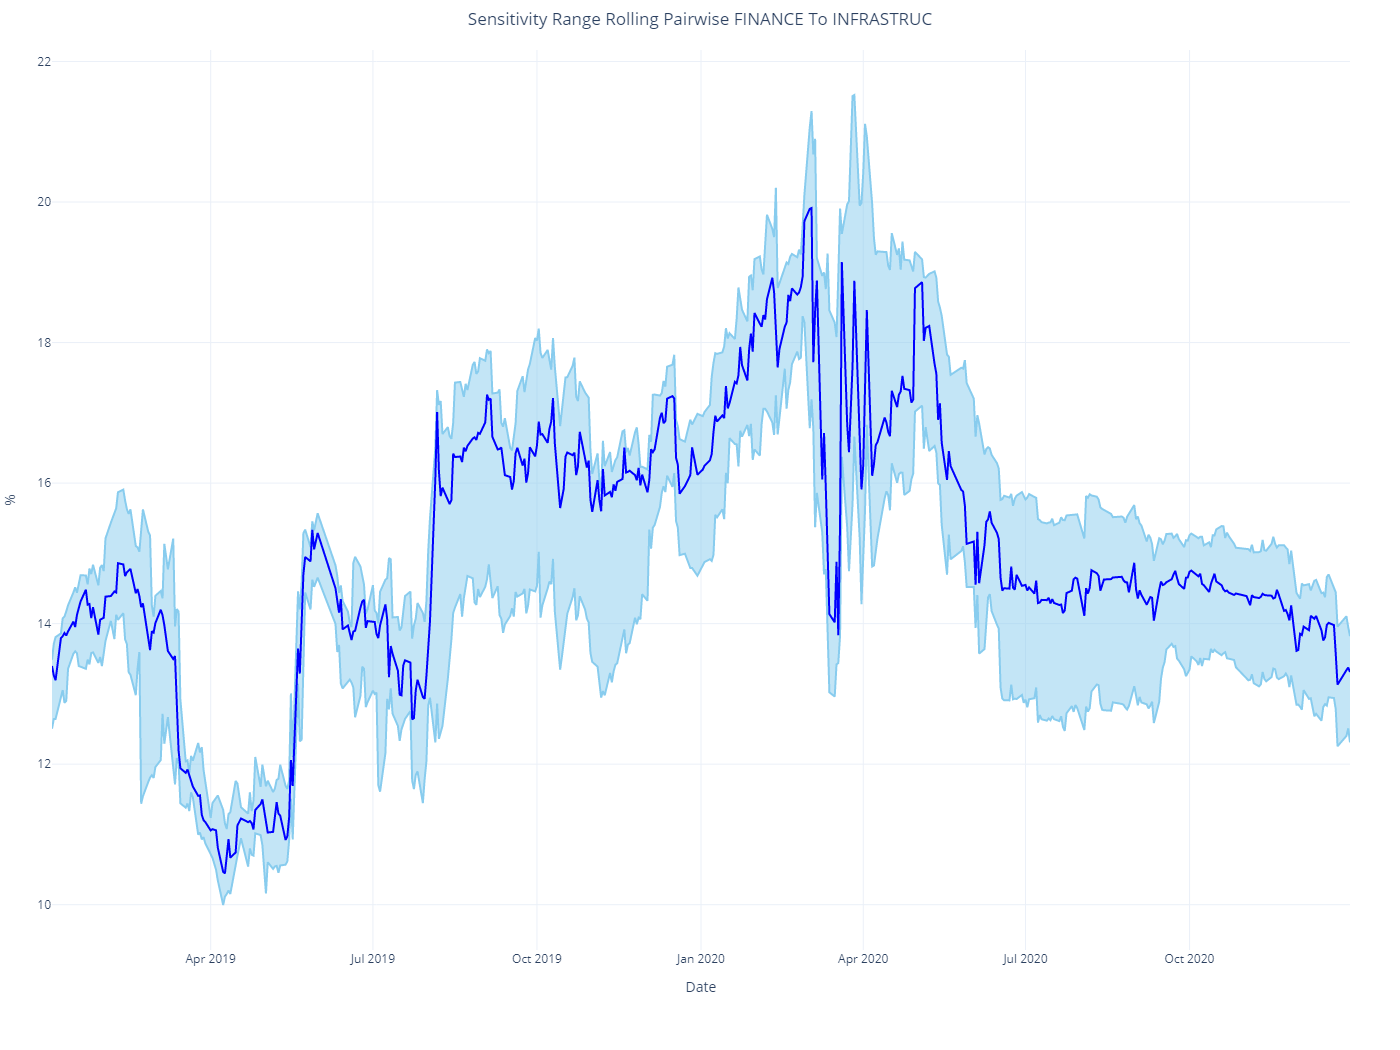 Sensitivity Range Rolling Pairwise FINANCE To INFRASTRUC
22
20
18
16
14
12
10
%
Apr 2019
Jul 2019
Oct 2019
Jan 2020
Apr 2020
Jul 2020
Oct 2020
Date